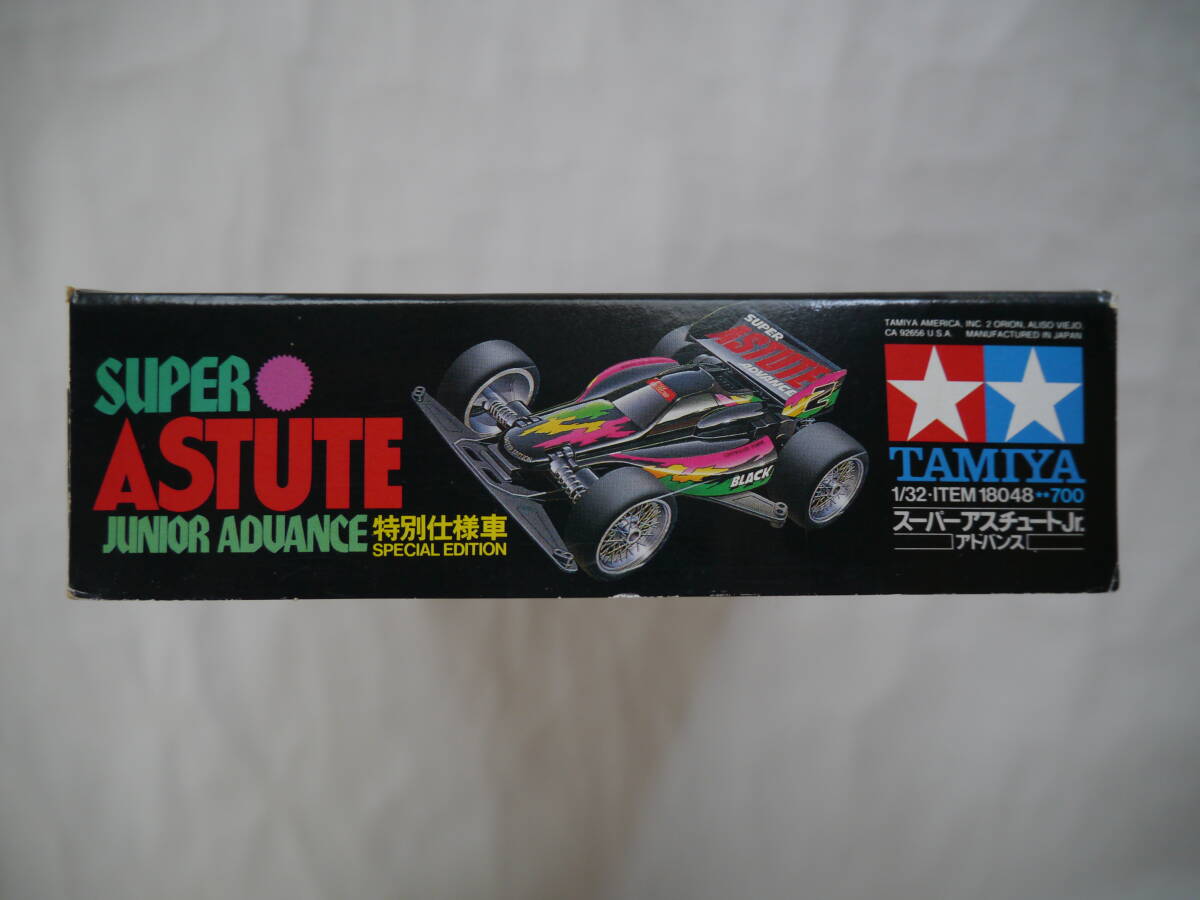 SUPER
ASTUTE
JUNIOR ADVANCE 特別仕様車
SPECIAL EDITION
SUPER
ASTUTE
ADVANCE
2
BLACK
TAMIYA AMERICA, INC. 2 ORION, ALISO VIEJO,
CA 92656 U.S.A. MANUFACTURED IN JAPAN
TAMIYA
1/32·ITEM 18048 ••700
スーパーアスチュートJr.
アドバンス